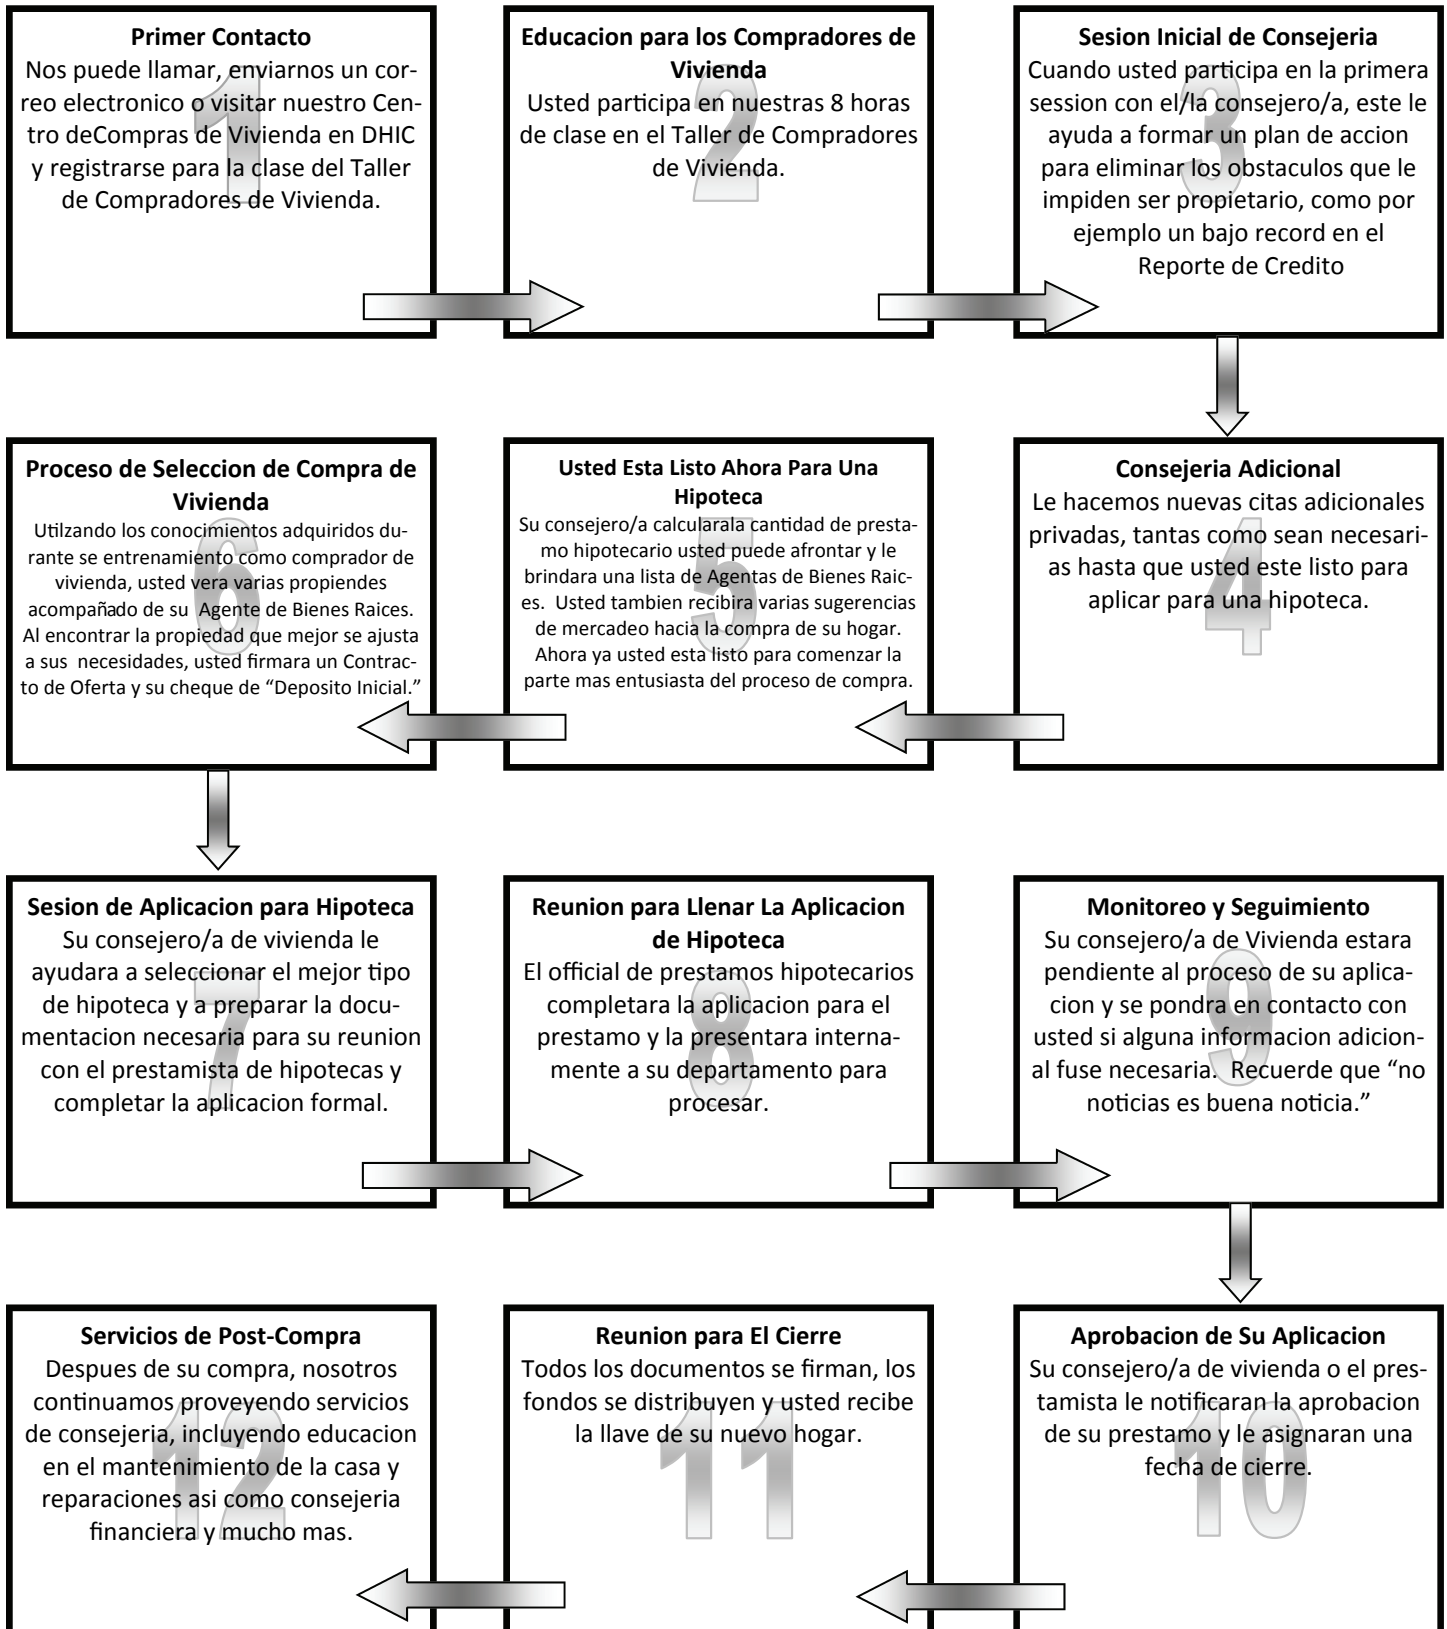 Primer Contacto
Nos puede llamar, enviarnos un cor-
reo electronico o visitar nuestro Cen-
tro deCompras de Vivienda en DHIC
y registrarse para la clase del Taller
de Compradores de Vivienda.
1
Educacion para los Compradores de
Vivienda
Usted participa en nuestras 8 horas
de clase en el Taller de Compradores
de Vivienda.
2
Sesion Inicial de Consejeria
Cuando usted participa en la primera
session con el/la consejero/a, este le
ayuda a formar un plan de accion
para eliminar los obstaculos que le
impiden ser propietario, como por
ejemplo un bajo record en el
Reporte de Credito
3
Consejeria Adicional
Le hacemos nuevas citas adicionales
privadas, tantas como sean necesari-
as hasta que usted este listo para
aplicar para una hipoteca.
4
Usted Esta Listo Ahora Para Una
Hipoteca
Su consejero/a calcularala cantidad de presta-
mo hipotecario usted puede afrontar y le
brindara una lista de Agentas de Bienes Raic-
es.  Usted tambien recibira varias sugerencias
de mercadeo hacia la compra de su hogar.
Ahora ya usted esta listo para comenzar la
parte mas entusiasta del proceso de compra.
5
Proceso de Seleccion de Compra de
Vivienda
Utilzando los conocimientos adquiridos du-
rante se entrenamiento como comprador de
vivienda, usted vera varias propiendes
acompañado de su  Agente de Bienes Raices.
Al encontrar la propiedad que mejor se ajusta
a sus  necesidades, usted firmara un Contrac-
to de Oferta y su cheque de “Deposito Inicial.”
6
Sesion de Aplicacion para Hipoteca
Su consejero/a de vivienda le
ayudara a seleccionar el mejor tipo
de hipoteca y a preparar la docu-
mentacion necesaria para su reunion
con el prestamista de hipotecas y
completar la aplicacion formal.
7
Reunion para Llenar La Aplicacion
de Hipoteca
El official de prestamos hipotecarios
completara la aplicacion para el
prestamo y la presentara interna-
mente a su departamento para
procesar.
8
Monitoreo y Seguimiento
Su consejero/a de Vivienda estara
pendiente al proceso de su aplica-
cion y se pondra en contacto con
usted si alguna informacion adicion-
al fuse necesaria.  Recuerde que “no
noticias es buena noticia.”
9
Aprobacion de Su Aplicacion
Su consejero/a de vivienda o el pres-
tamista le notificaran la aprobacion
de su prestamo y le asignaran una
fecha de cierre.
10
Reunion para El Cierre
Todos los documentos se firman, los
fondos se distribuyen y usted recibe
la llave de su nuevo hogar.
11
Servicios de Post-Compra
Despues de su compra, nosotros
continuamos proveyendo servicios
de consejeria, incluyendo educacion
en el mantenimiento de la casa y
reparaciones asi como consejeria
financiera y mucho mas.
12